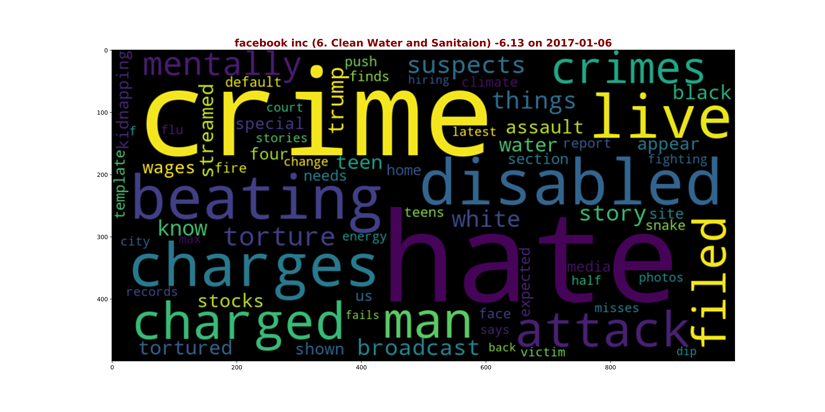 facebook inc (6. Clean Water and Sanitaion) -6.13 on 2017-01-06
0
100
200
300
400
0
200
400
600
800
kidnapping
mentally
default
push
finds
suspects
hiring
climate
crimes
black
crime
trump
streamed
court
special
stories
four
f
flu
things
latest
assault
live
water
report
appear
section
fighting
template
wages
fire
change
teen
needs
home
disabled
beating
teens
white
story
site
snake
know
city
max
torture
energy
hate
filed
charges
records
stocks
us
expected
media
half
photos
misses
charged
fails
man
face
says
attack
tortured
shown
broadcast
back
victim
dip